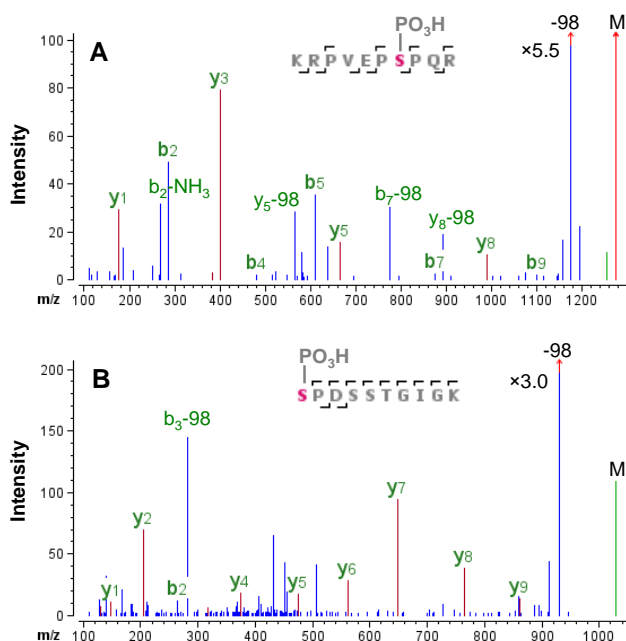 PO₃H
-98
M
100
A
×5.5
K R P V E P S P Q R
y3
80
b2
60
b₂-NH₃
y1
40
y₅-98
b5
b₇-98
y₈-98
y5
20
b4
b7
y8
b9
0
Intensity
m/z
100 200 300 400 500 600 700 800 900 1000 1100 1200
-98
PO₃H
200
B
×3.0
S P D S S T G I G K
b₃-98
M
150
y7
100
y2
y8
50
y1
b2
y4
y5
y6
y9
0
Intensity
m/z
100 200 300 400 500 600 700 800 900 1000